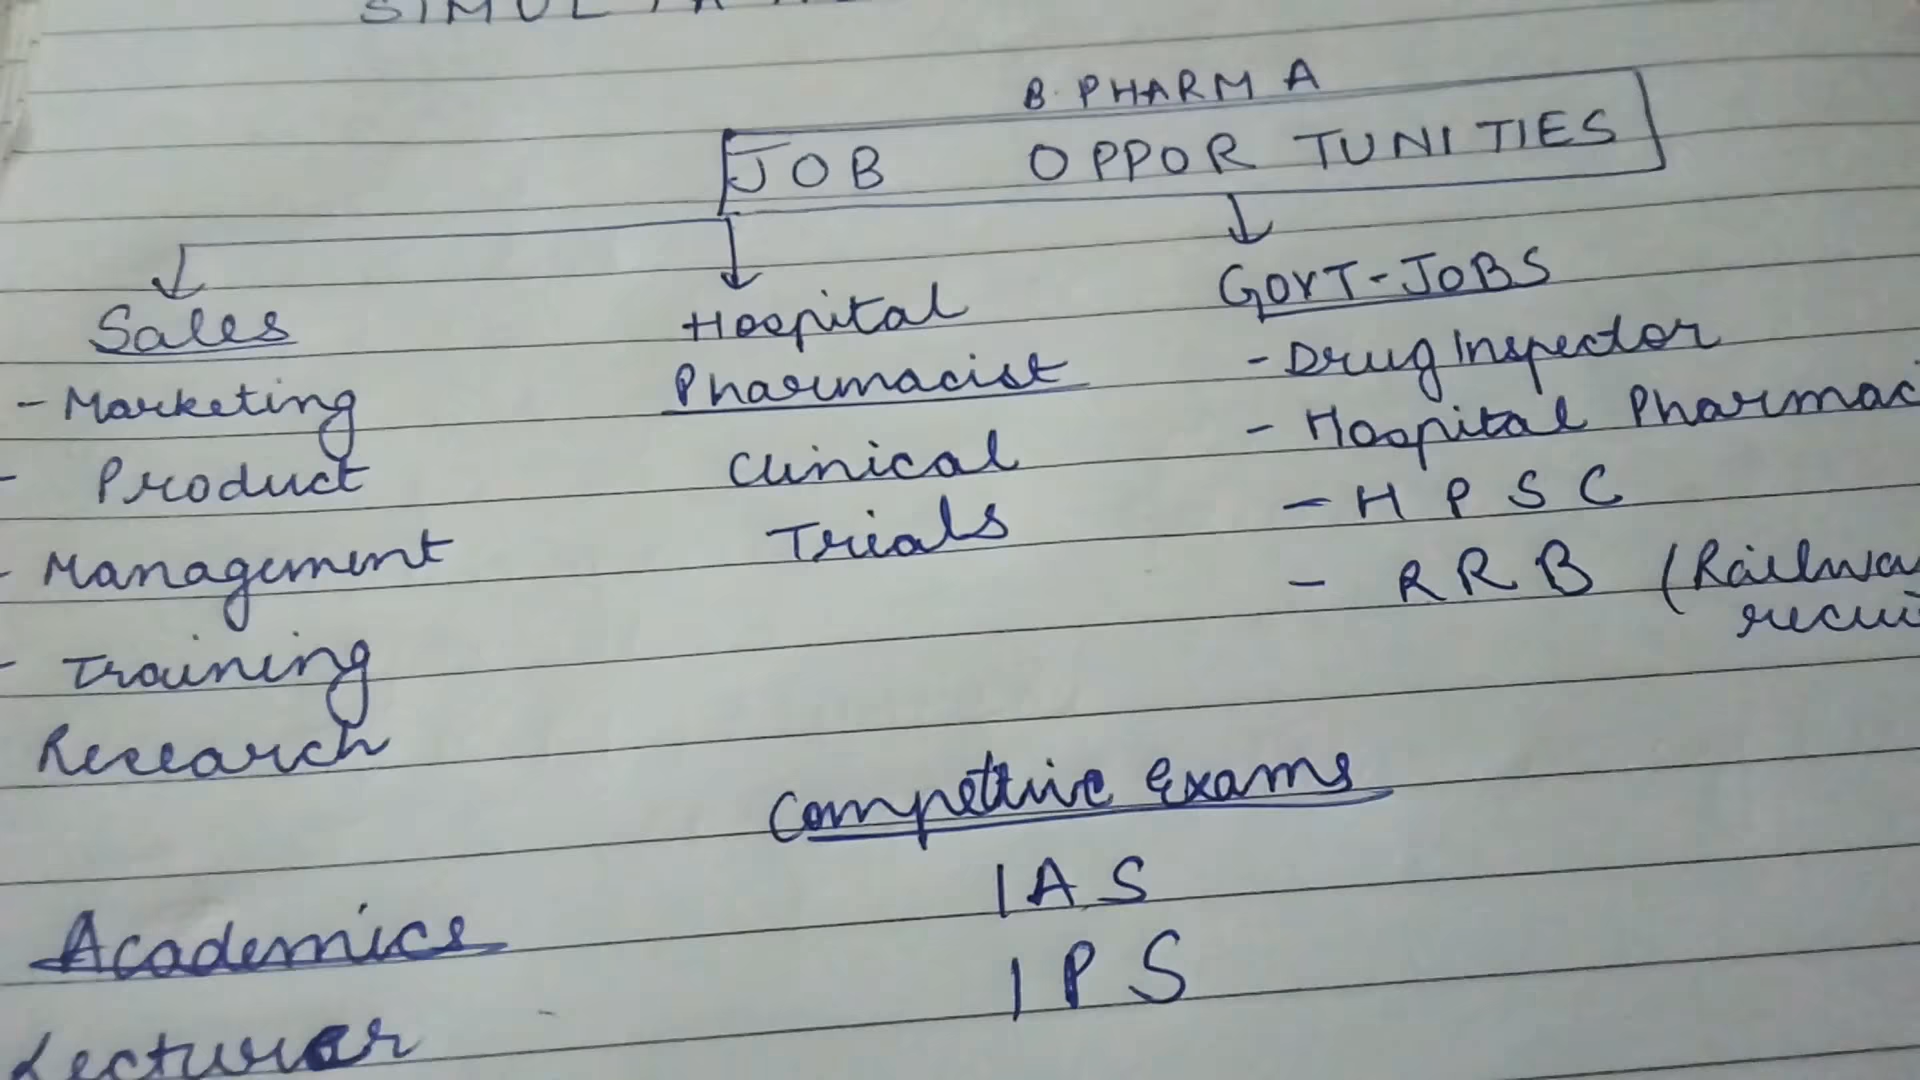 B. PHARMA
JOB OPPORTUNITIES
Sales
- Marketing
- Product
- Management
- Training
Research
Hospital
Pharmacist
Clinical
Trials
GOVT-JOBS
- Drug Inspector
- Hospital Pharmac
- HPSC
- RRB (Railwa
recui
Competitive Exams
IAS
IPS
Academics
Lecturer